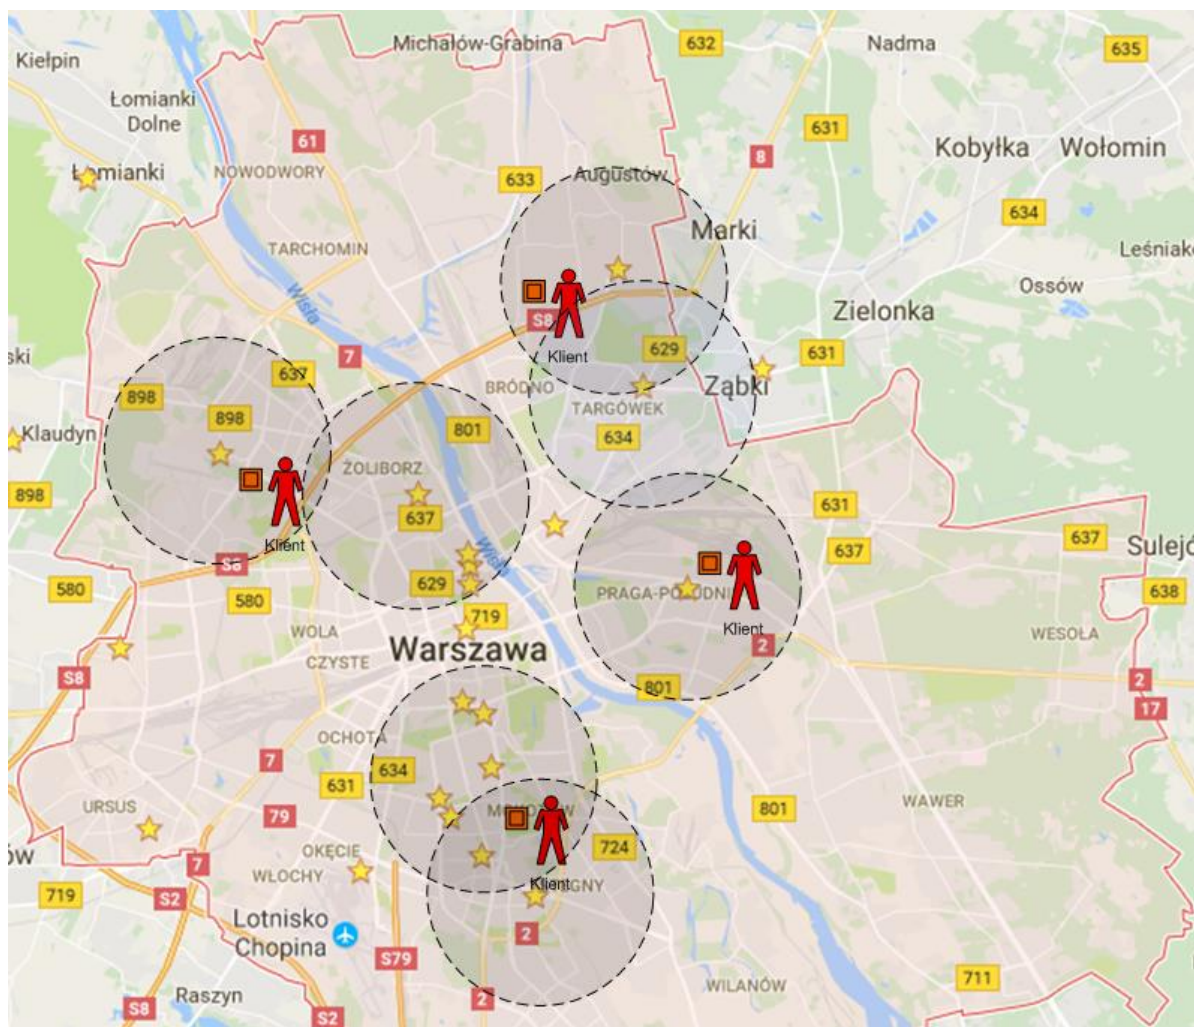 Michałów-Grabina
632
Nadma
635
Kiełpin
Łomianki
Dolne
61
631
8
Kobyłka
Wołomin
Łomianki
NOWODWORY
633
Augustów
634
TARCHOMIN
Marki
Leśniako
Wisła
Ossów
S8
Zielonka
ski
7
637
Klient
629
631
898
BRÓDNO
Ząbki
898
TARGÓWEK
Klaudyn
801
634
ŻOLIBORZ
898
637
631
637
637
Klient
Wisła
Sulejó
S8
629
580
580
PRAGA-POŁUDNIE
638
719
Klient
WOLA
WESOŁA
Warszawa
2
CZYSTE
S8
801
2
17
OCHOTA
7
634
631
URSUS
79
MOKOTÓW
801
WAWER
ów
OKĘCIE
724
7
WŁOCHY
Klient
719
S2
Lotnisko
Chopina
2
S79
711
WILANÓW
Raszyn
2
S8
S2